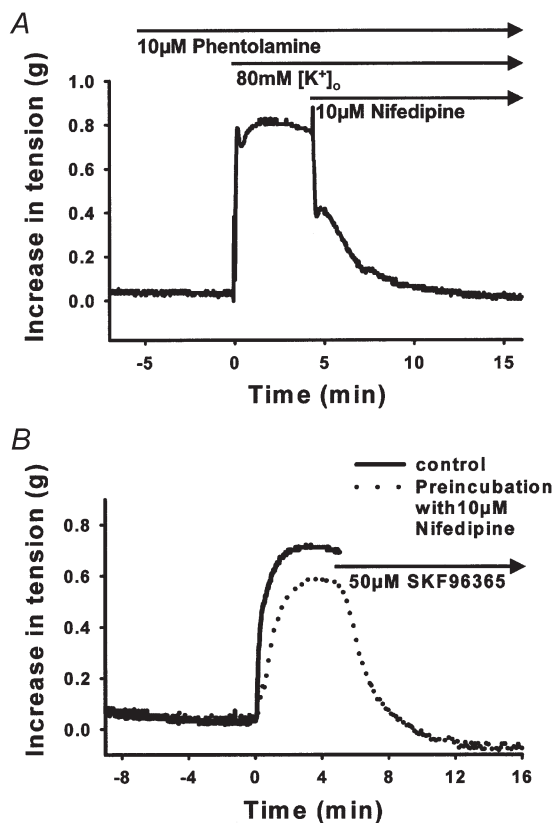 A
10µM Phentolamine
80mM [K⁺]ₒ
10µM Nifedipine
Increase in tension (g)
1.0
0.8
0.6
0.4
0.2
0.0
-5
0
5
10
15
Time (min)
B
control
Preincubation
with10µM
Nifedipine
50µM SKF96365
Increase in tension (g)
0.8
0.6
0.4
0.2
0.0
-8
-4
0
4
8
12
16
Time (min)